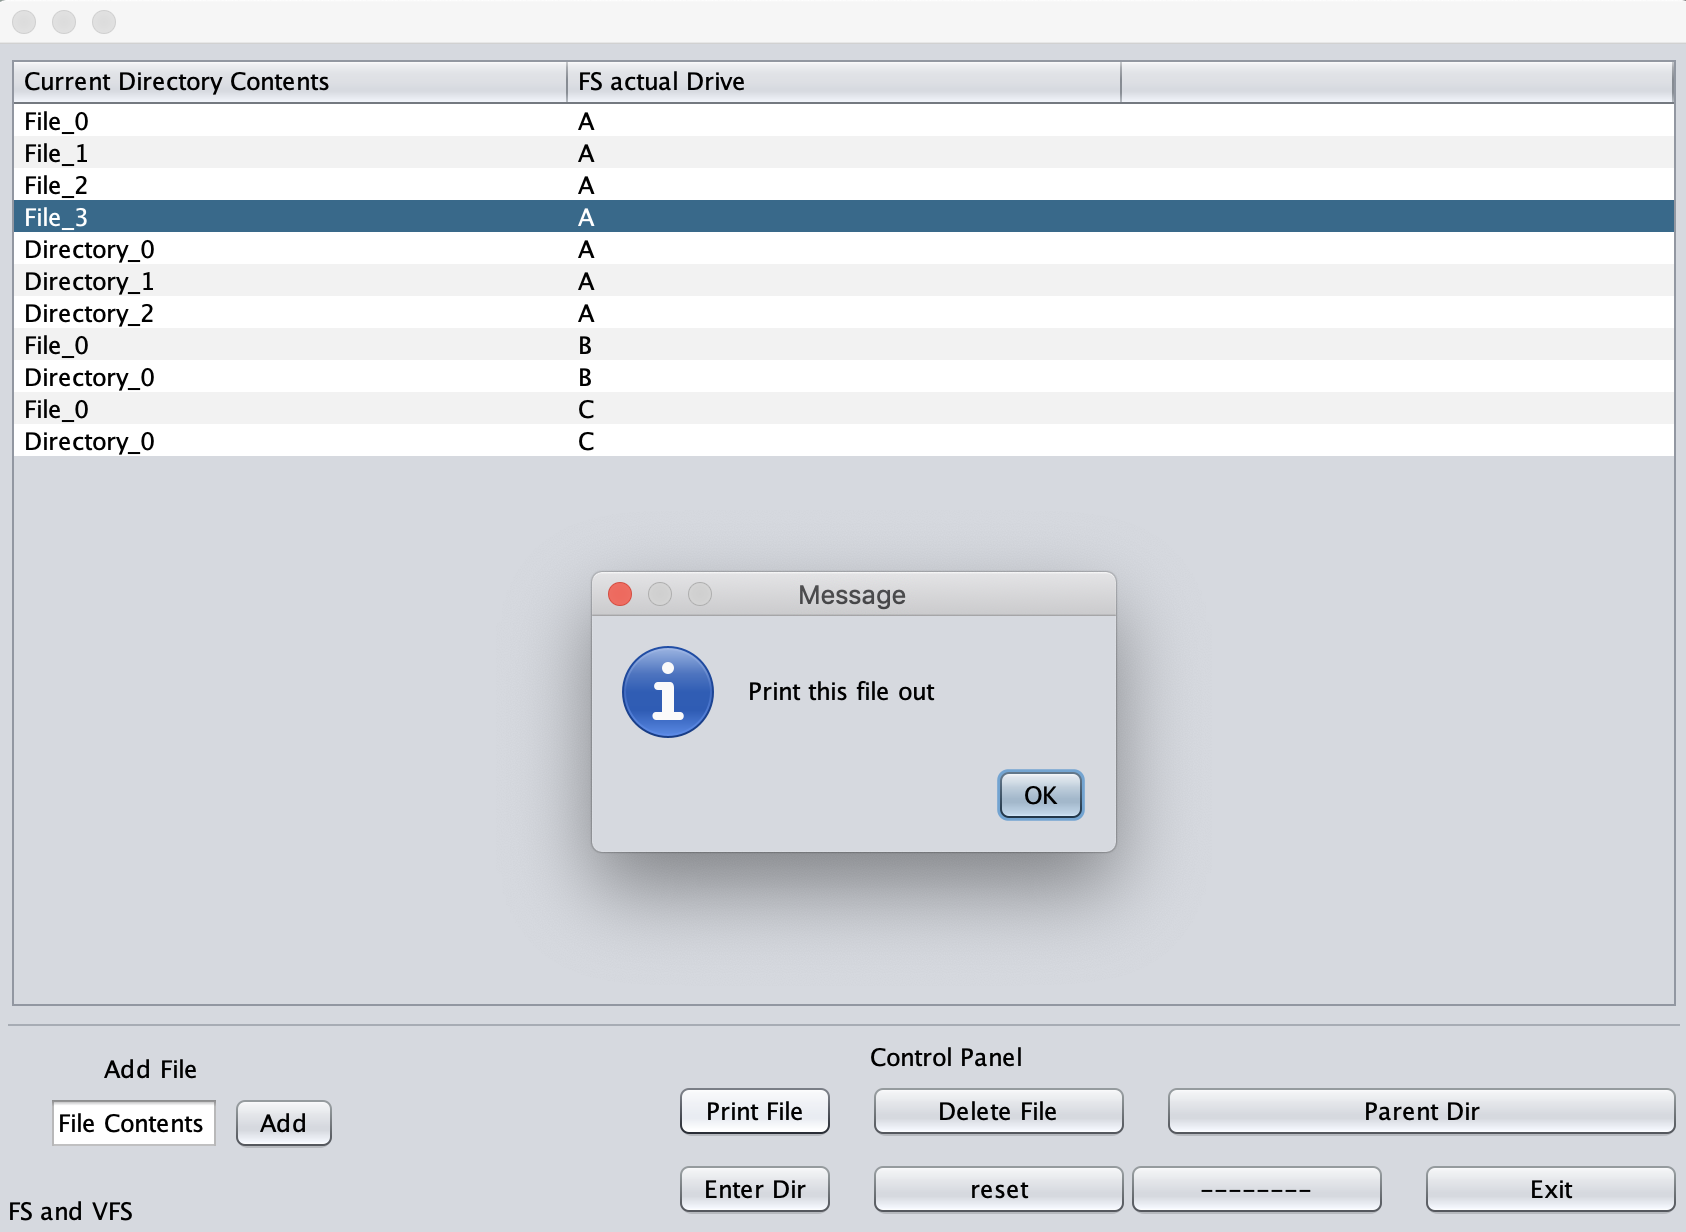 Current Directory Contents FS actual Drive
File_0 A
File_1 A
File_2 A
File_3 A
Directory_0 A
Directory_1 A
Directory_2 A
File_0 B
Directory_0 B
File_0 C
Directory_0 C
Message
Print this file out
OK
Add File
File Contents Add
Control Panel
Print File Delete File Parent Dir
Enter Dir reset -------- Exit
FS and VFS